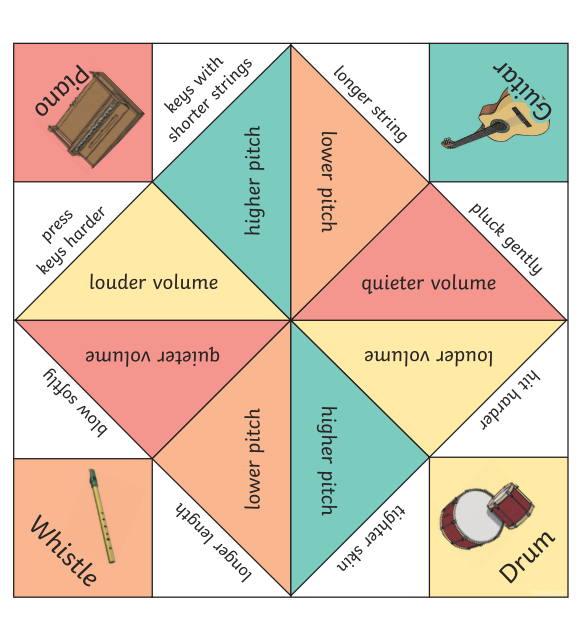 Piano
keys with
shorter strings
longer string
Guitar
higher pitch
lower pitch
press
keys harder
pluck gently
louder volume
quieter volume
quieter volume
louder volume
blow softly
hit harder
lower pitch
higher pitch
Whistle
longer length
tighter skin
Drum